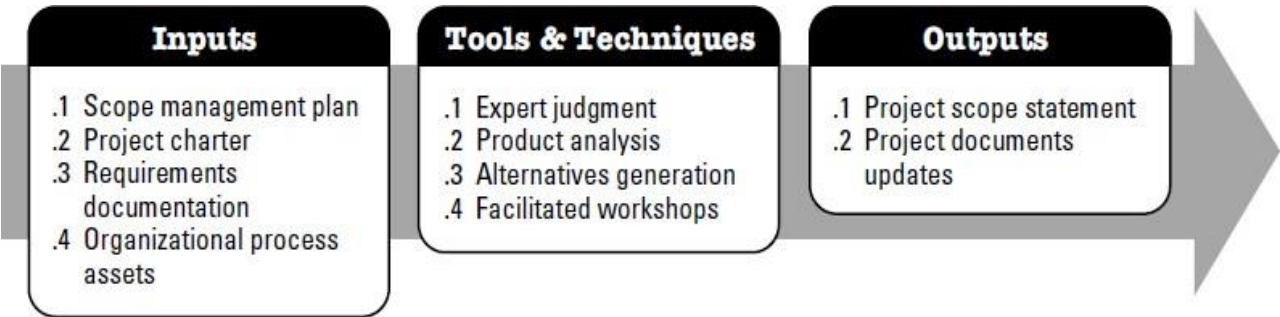 Inputs
.1 Scope management plan
.2 Project charter
.3 Requirements
documentation
.4 Organizational process
assets
Tools & Techniques
.1 Expert judgment
.2 Product analysis
.3 Alternatives generation
.4 Facilitated workshops
Outputs
.1 Project scope statement
.2 Project documents
updates